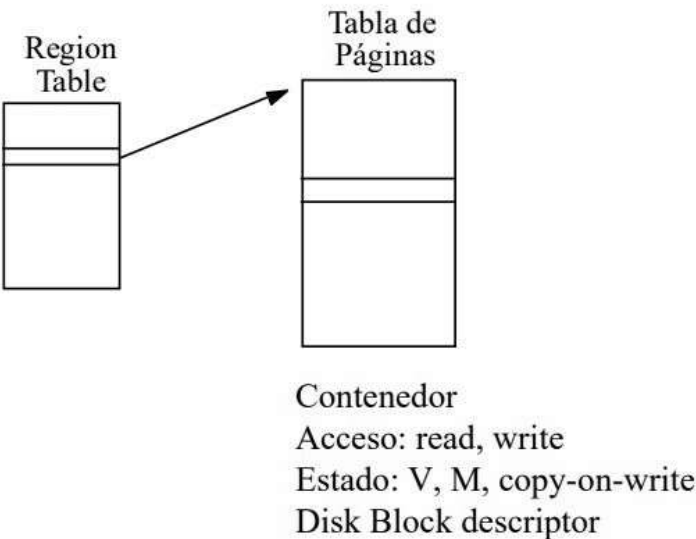 Region
Table
Tabla de
Páginas
Contenedor
Acceso: read, write
Estado: V, M, copy-on-write
Disk Block descriptor